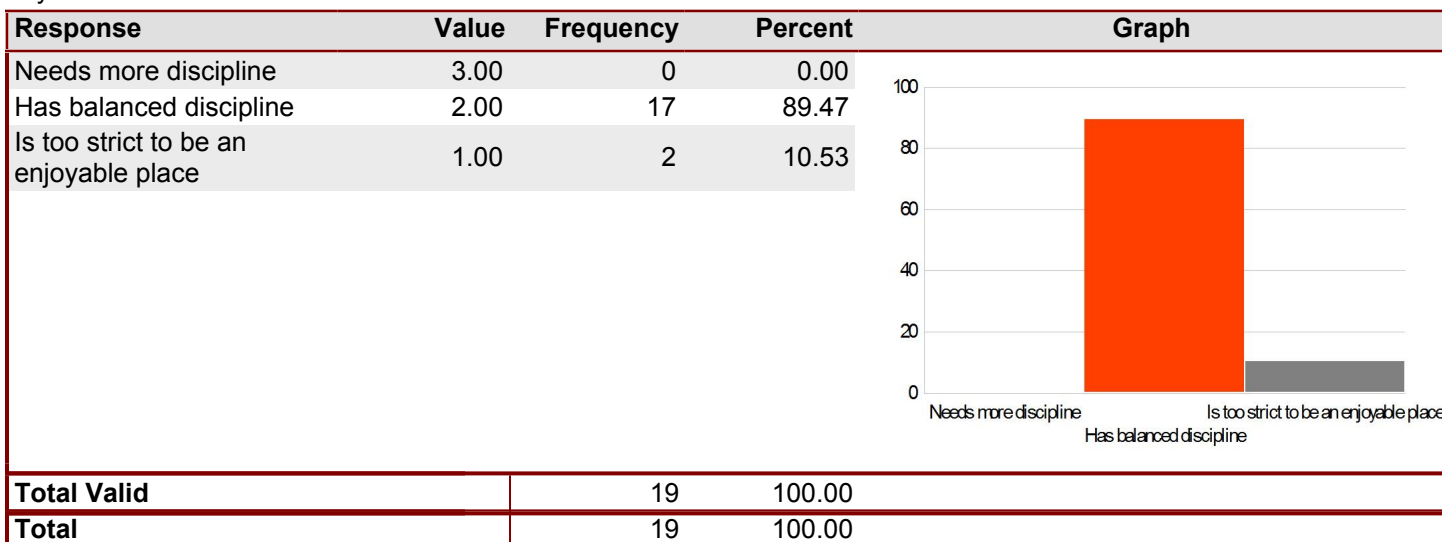 Response Value Frequency Percent Graph
Needs more discipline 3.00 0 0.00
Has balanced discipline 2.00 17 89.47
Is too strict to be an
enjoyable place 1.00 2 10.53
100
80
60
40
20
0
Needs more discipline Is too strict to be an enjoyable place
Has balanced discipline
Total Valid 19 100.00
Total 19 100.00